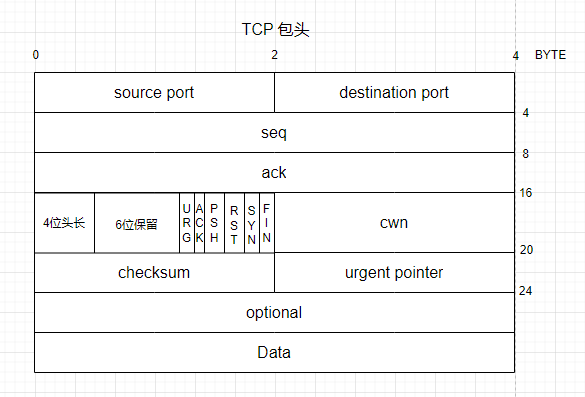 TCP 包头
0 2 4 BYTE
source port destination port
4
seq
8
ack
16
4位头长 6位保留 URG ACK PSH RST SYN FIN cwn
20
checksum urgent pointer
24
optional
Data